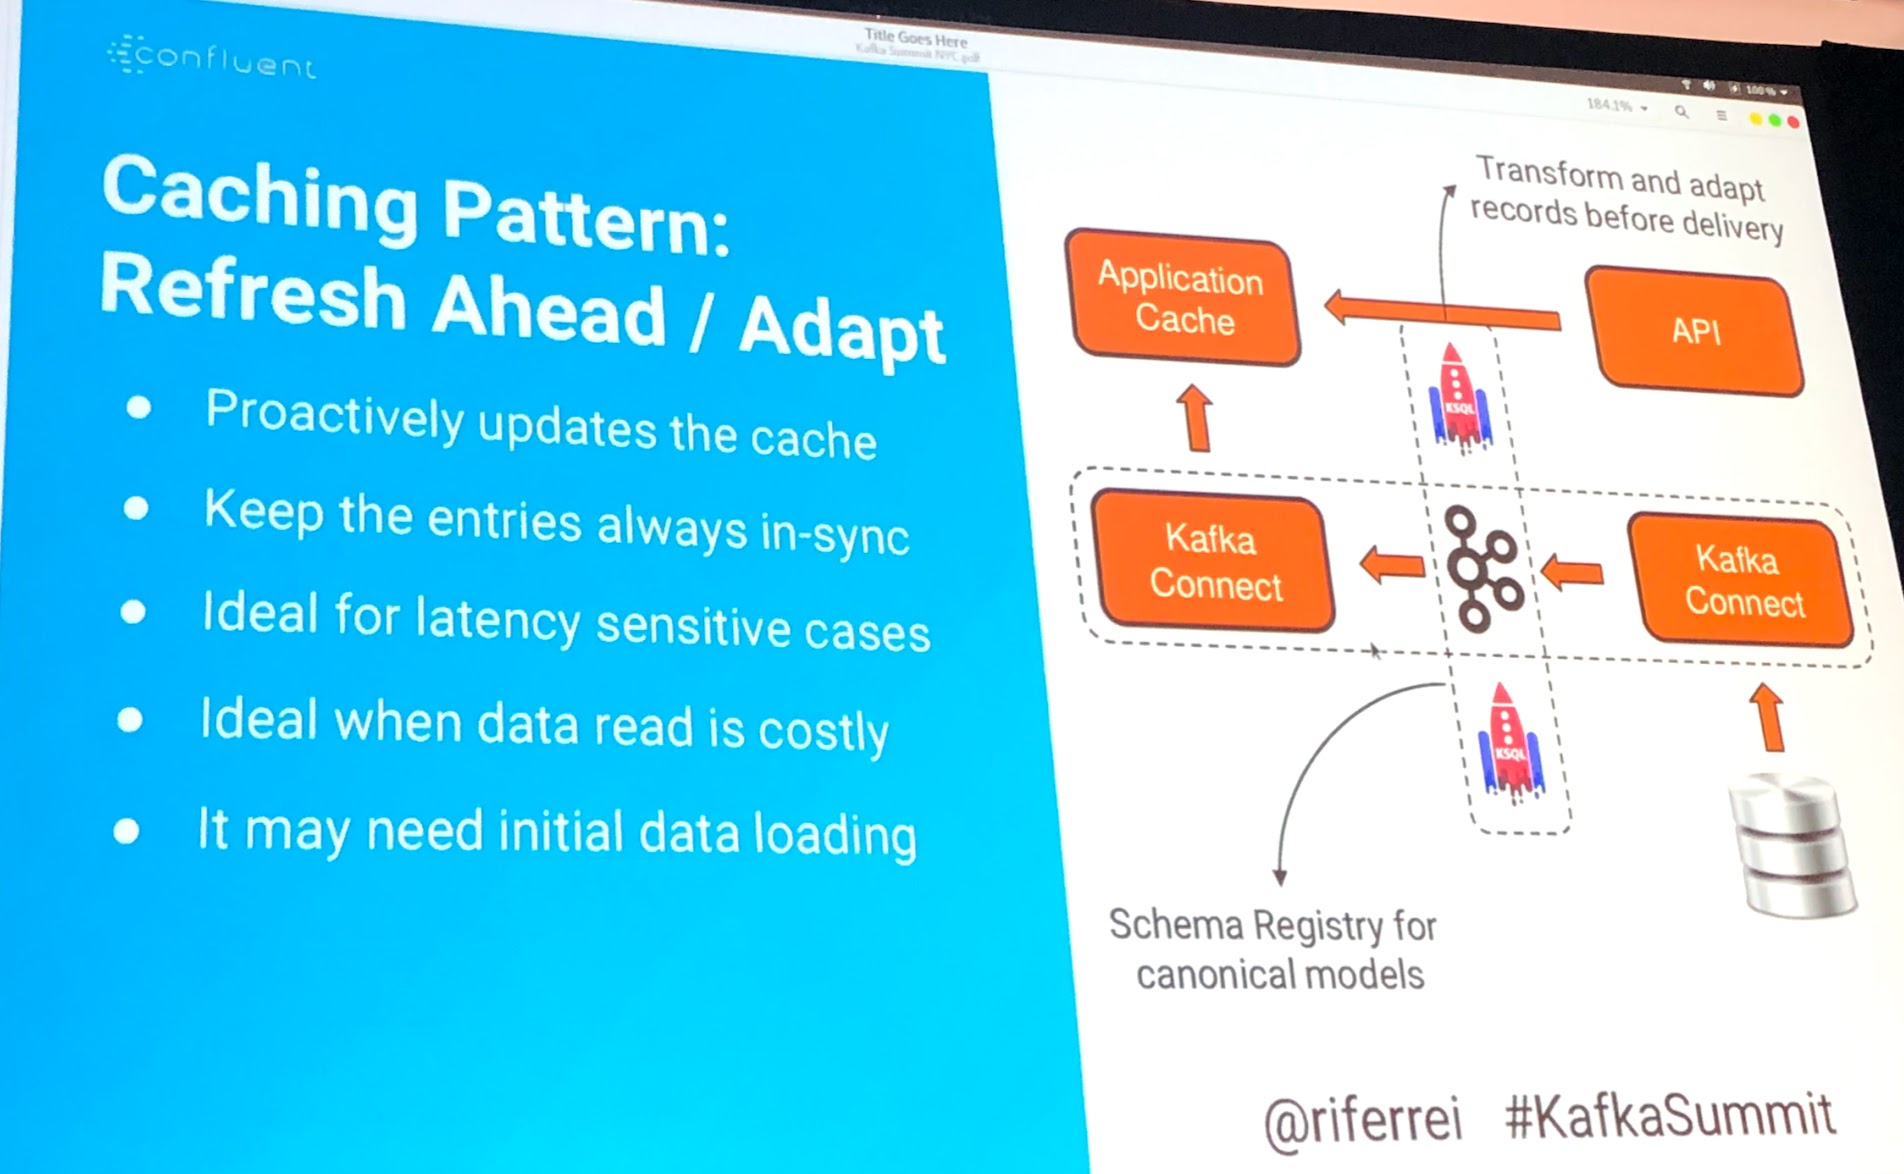 confluent
Title Goes Here
Kafka Summit NYC.pdf
100 %
184.1%
Caching Pattern:
Refresh Ahead / Adapt
Proactively updates the cache
Keep the entries always in-sync
Ideal for latency sensitive cases
Ideal when data read is costly
It may need initial data loading
Transform and adapt
records before delivery
Application
Cache
API
KSQL
Kafka
Connect
Kafka
Connect
KSQL
Schema Registry for
canonical models
@riferrei #KafkaSummit